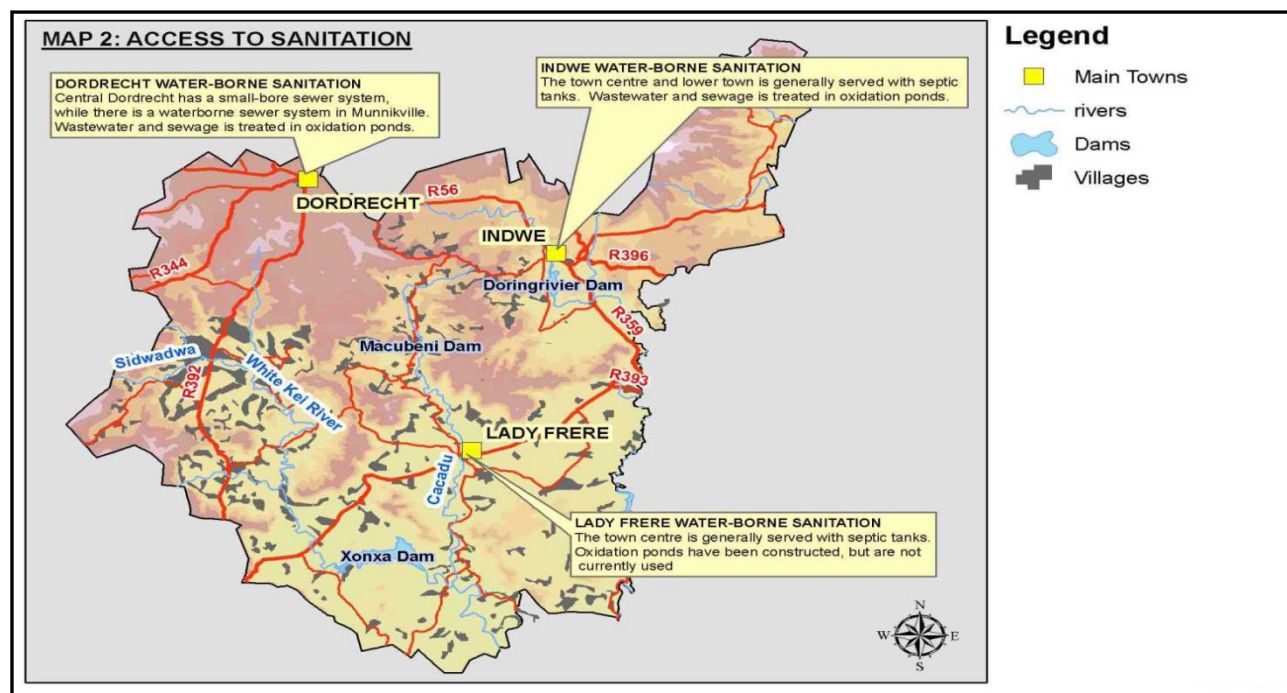 MAP 2: ACCESS TO SANITATION
DORDRECHT WATER-BORNE SANITATION
Central Dordrecht has a small-bore sewer system,
while there is a waterborne sewer system in Munnikville.
Wastewater and sewage is treated in oxidation ponds.
INDWE WATER-BORNE SANITATION
The town centre and lower town is generally served with septic
tanks. Wastewater and sewage is treated in oxidation ponds.
Legend
Main Towns
rivers
Dams
Villages
DORDRECHT
R56
INDWE
R396
R344
Doringrivier Dam
R359
Macubeni Dam
Sidwadwa
White Kei River
R392
R393
LADY FRERE
Cacadu
LADY FRERE WATER-BORNE SANITATION
The town centre is generally served with septic tanks.
Oxidation ponds have been constructed, but are not
currently used
Xonxa Dam
N
W
E
S